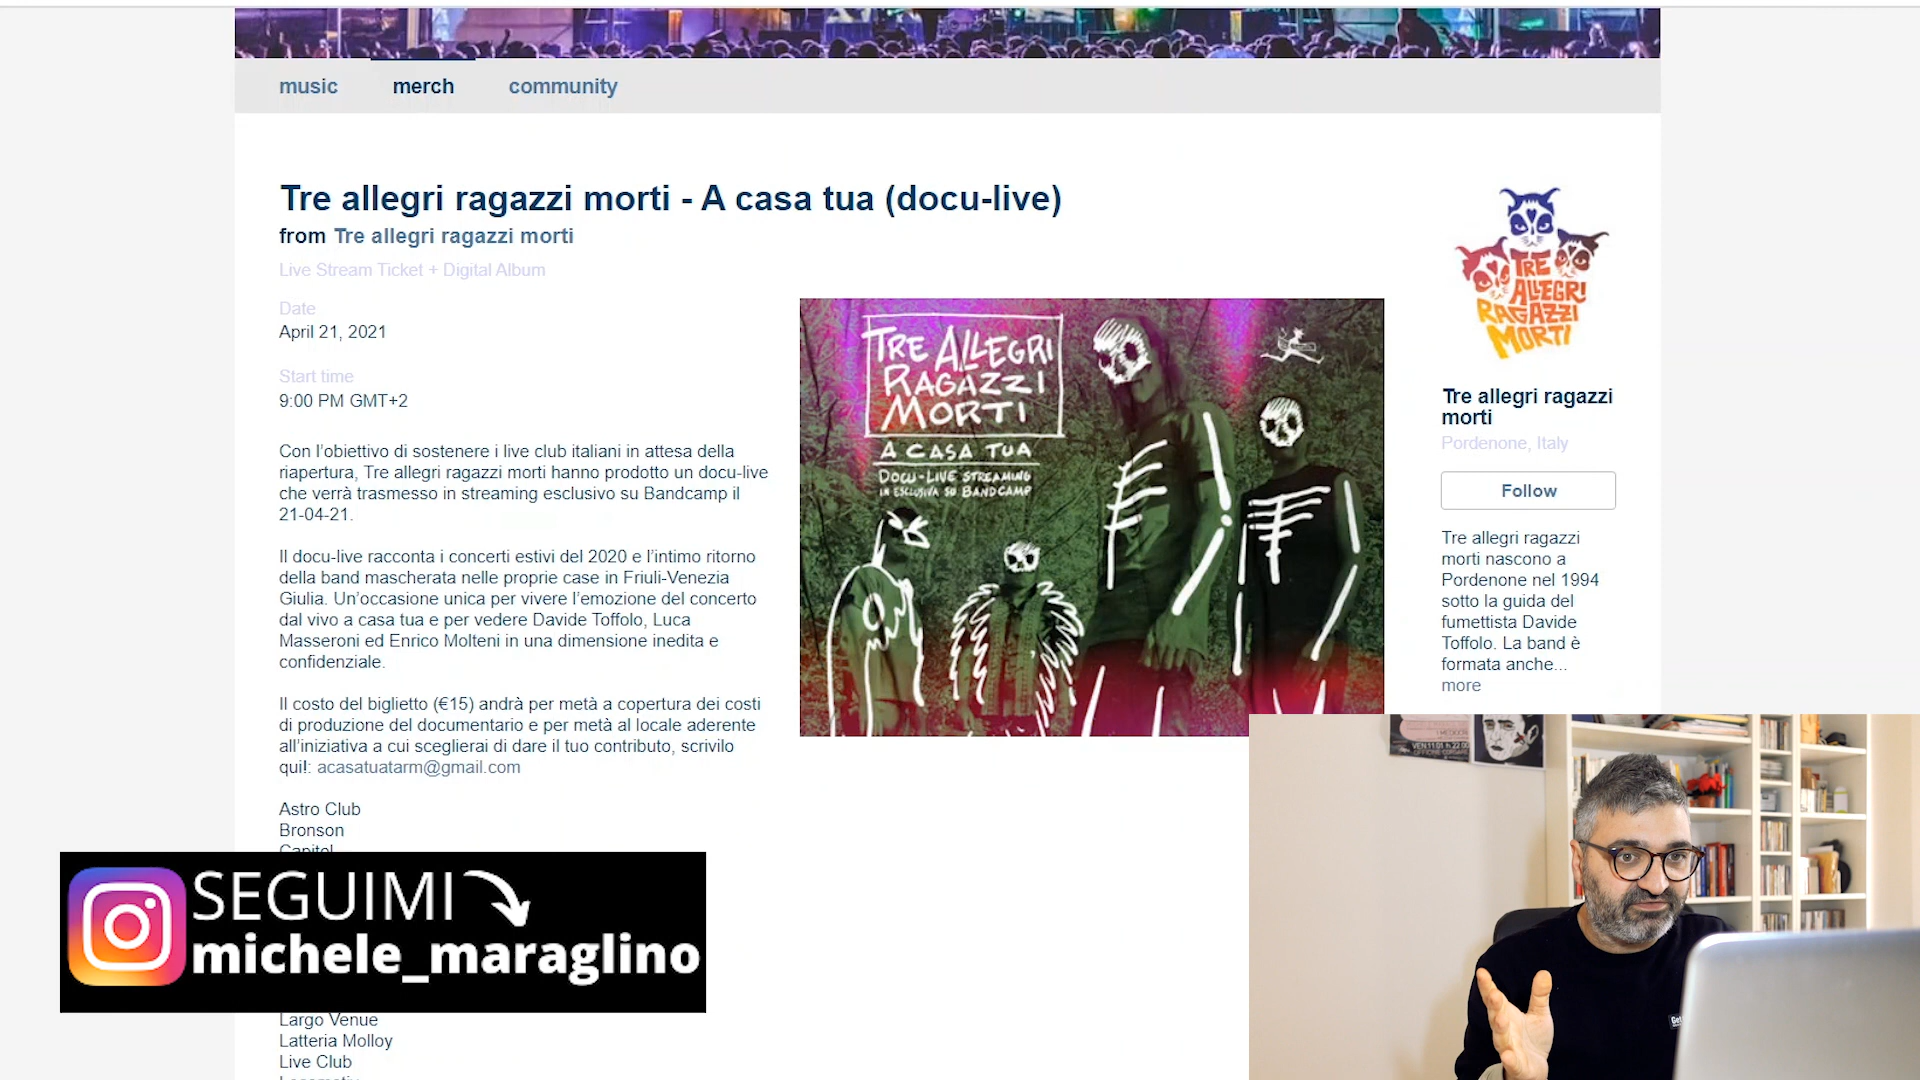 music
merch
community
Tre allegri ragazzi morti - A casa tua (docu-live)
from Tre allegri ragazzi morti
Live Stream Ticket + Digital Album
Date
April 21, 2021
Start time
9:00 PM GMT+2
Con l'obiettivo di sostenere i live club italiani in attesa della
riapertura, Tre allegri ragazzi morti hanno prodotto un docu-live
che verrà trasmesso in streaming esclusivo su Bandcamp il
21-04-21.
Il docu-live racconta i concerti estivi del 2020 e l'intimo ritorno
della band mascherata nelle proprie case in Friuli-Venezia
Giulia. Un'occasione unica per vivere l'emozione del concerto
dal vivo a casa tua e per vedere Davide Toffolo, Luca
Masseroni ed Enrico Molteni in una dimensione inedita e
confidenziale.
Il costo del biglietto (€15) andrà per metà a copertura dei costi
di produzione del documentario e per metà al locale aderente
all'iniziativa a cui sceglierai di dare il tuo contributo, scrivilo
qui!: acasatuatarm@gmail.com
Astro Club
Bronson
Capitol
SEGUIMI
michele_maraglino
Largo Venue
Latteria Molloy
Live Club
TRE ALLEGRI
RAGAZZI
MORTI
A CASA TUA
DOCU-LIVE STREAMING
IN ESCLUSIVA SU BANDCAMP
TRE
ALLEGRI
RAGAZZI
MORTI
Tre allegri ragazzi
morti
Pordenone, Italy
Follow
Tre allegri ragazzi
morti nascono a
Pordenone nel 1994
sotto la guida del
fumettista Davide
Toffolo. La band è
formata anche...
more
I MEDIOCRI
VEN.11.01 h.22.00